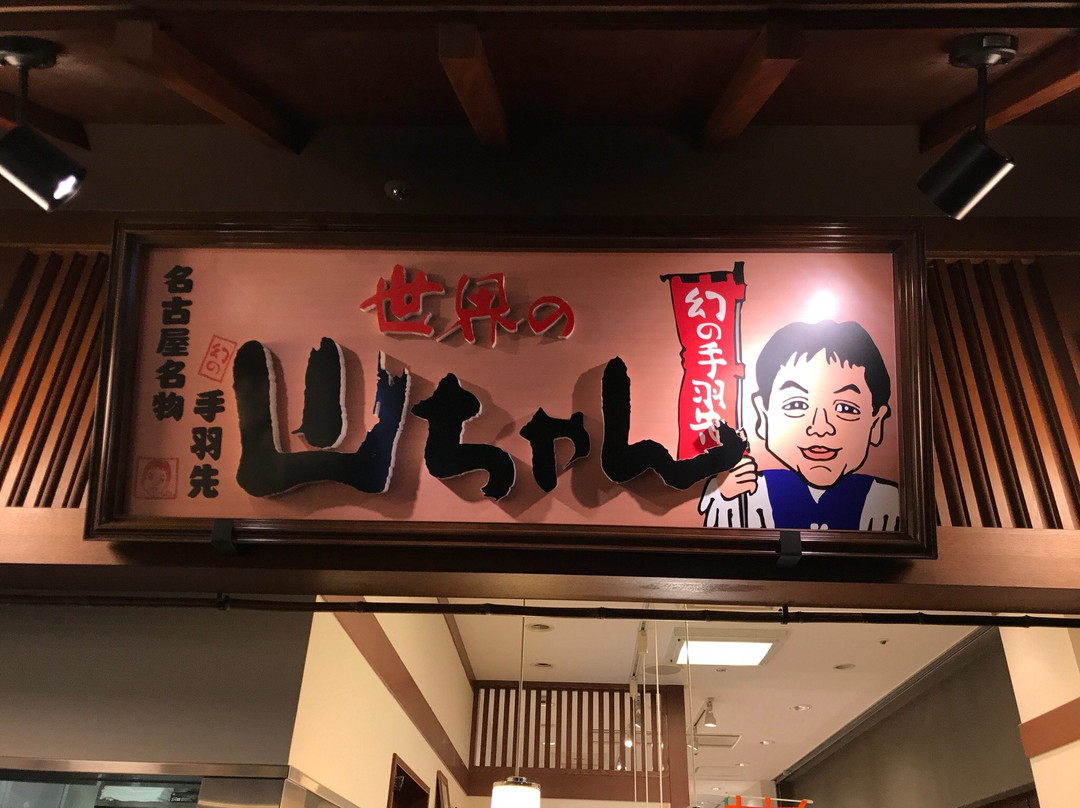 世界の
山ちゃん
名古屋名物
幻の
手羽先
幻の手羽先